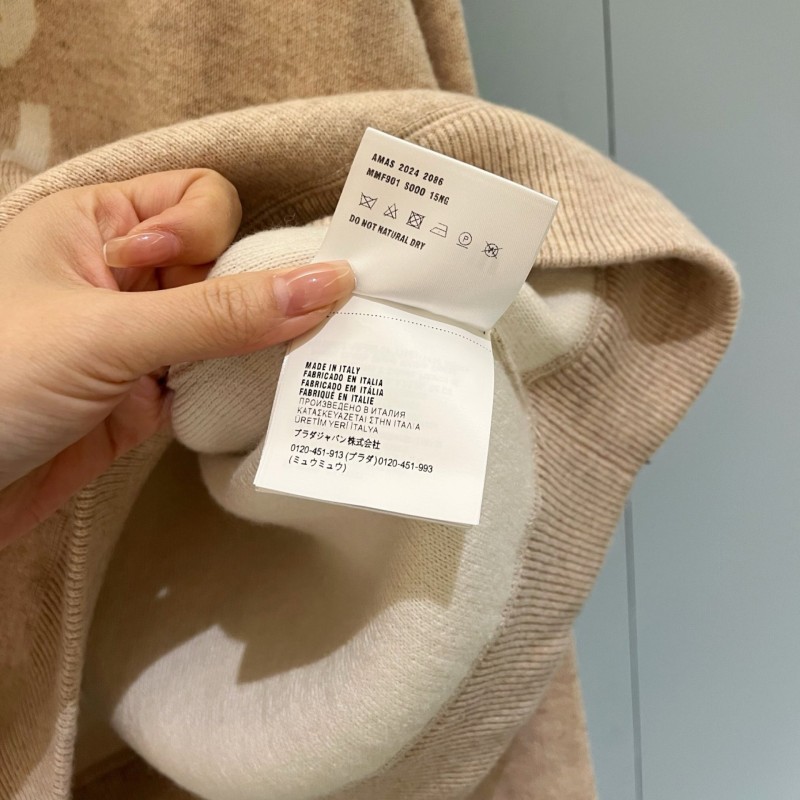 AMAS 2024 2086
MMF901 S000 15NG
P
DO NOT NATURAL DRY
MADE IN ITALY
FABRICADO EN ITALIA
FABRICADO EM ITÁLIA
FABRIQUÉ EN ITALIE
ПРОИЗВЕДЕНО В ИТАЛИЯ
ΚΑΤΑΣΚΕΥΑΖΕΤΑΙ ΣΤΗΝ ΙΤΑΛΙΑ
ÜRETİM YERİ İTALYA
プラダジャパン株式会社
0120-451-913 (プラダ)0120-451-993
(ミュウミュウ)